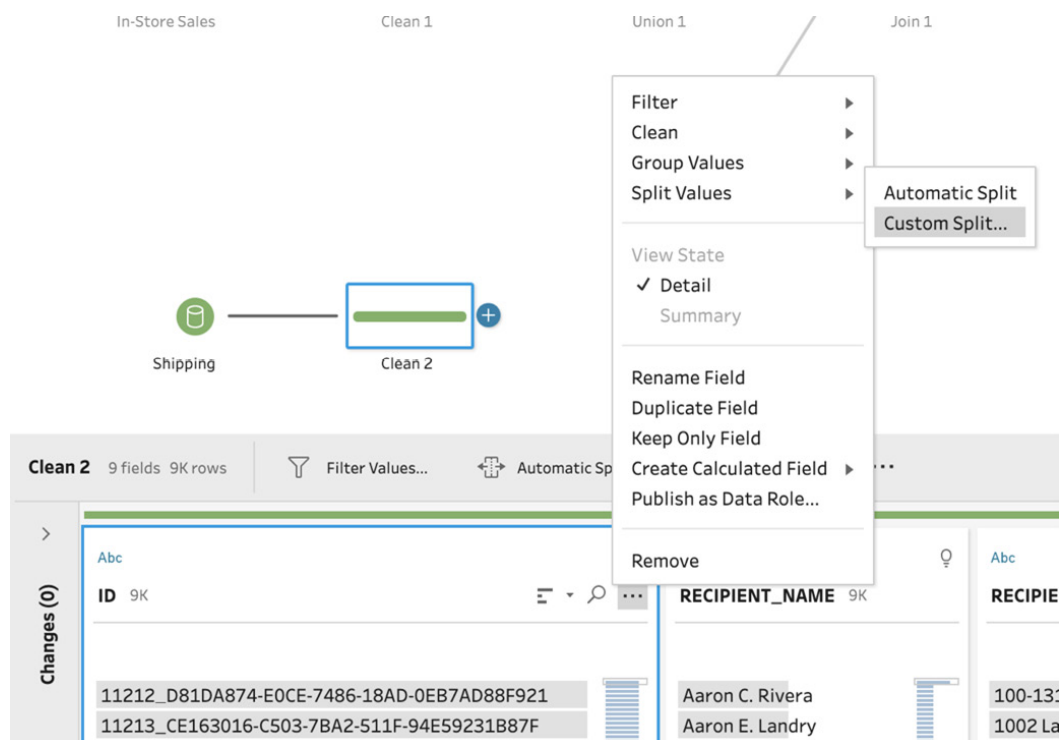 In-Store Sales
Clean 1
Union 1
Join 1
Filter
Clean
Group Values
Split Values
Automatic Split
Custom Split...
View State
✓ Detail
Summary
Shipping
Clean 2
Rename Field
Duplicate Field
Keep Only Field
Create Calculated Field
Publish as Data Role...
Remove
Clean 2 9 fields 9K rows
Filter Values...
Automatic Sp
...
Changes (0)
Abc
ID 9K
11212_D81DA874-E0CE-7486-18AD-0EB7AD88F921
11213_CE163016-C503-7BA2-511F-94E59231B87F
RECIPIENT_NAME 9K
Aaron C. Rivera
Aaron E. Landry
Abc
RECIPIE
100-131
1002 La